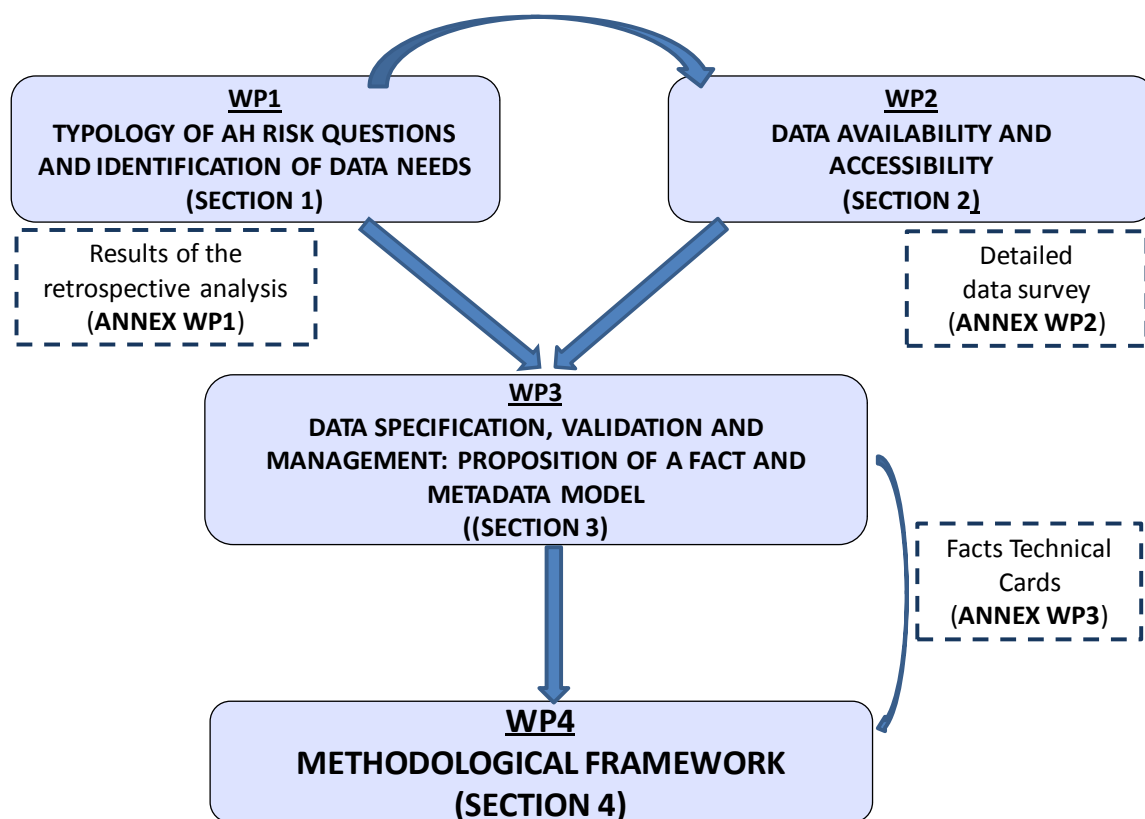 WP1
TYPOLOGY OF AH RISK QUESTIONS
AND IDENTIFICATION OF DATA NEEDS
(SECTION 1)
WP2
DATA AVAILABILITY AND
ACCESSIBILITY
(SECTION 2)
Results of the
retrospective analysis
(ANNEX WP1)
Detailed
data survey
(ANNEX WP2)
WP3
DATA SPECIFICATION, VALIDATION AND
MANAGEMENT: PROPOSITION OF A FACT AND
METADATA MODEL
((SECTION 3)
Facts Technical
Cards
(ANNEX WP3)
WP4
METHODOLOGICAL FRAMEWORK
(SECTION 4)